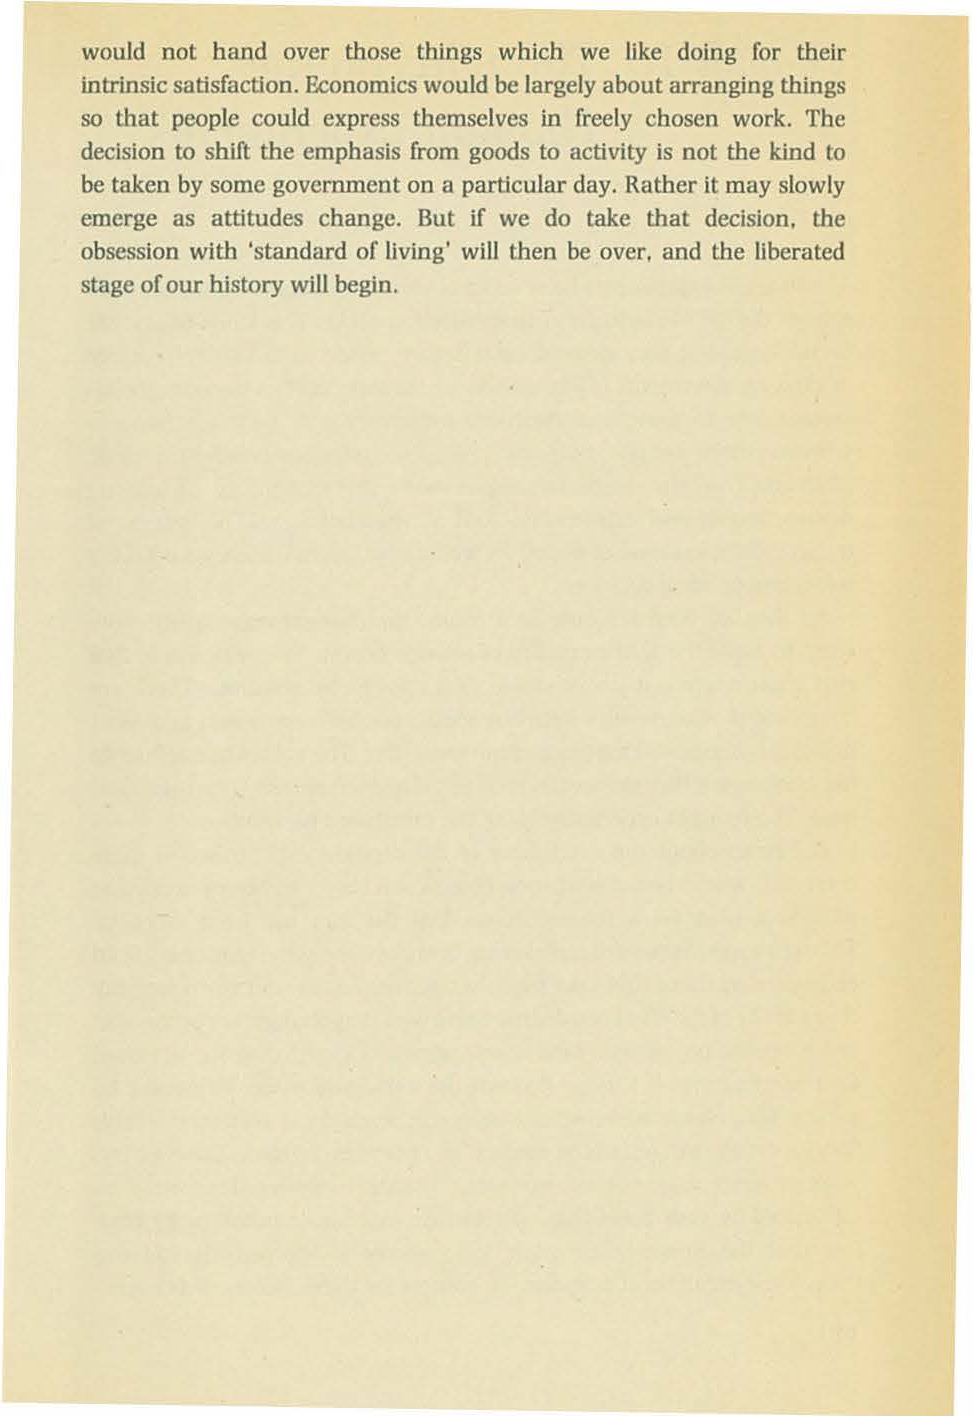 would not hand over those things which we like doing for their
intrinsic satisfaction. Economics would be largely about arranging things
so that people could express themselves in freely chosen work. The
decision to shift the emphasis from goods to activity is not the kind to
be taken by some government on a particular day. Rather it may slowly
emerge as attitudes change. But if we do take that decision, the
obsession with ‘standard of living’ will then be over, and the liberated
stage of our history will begin.